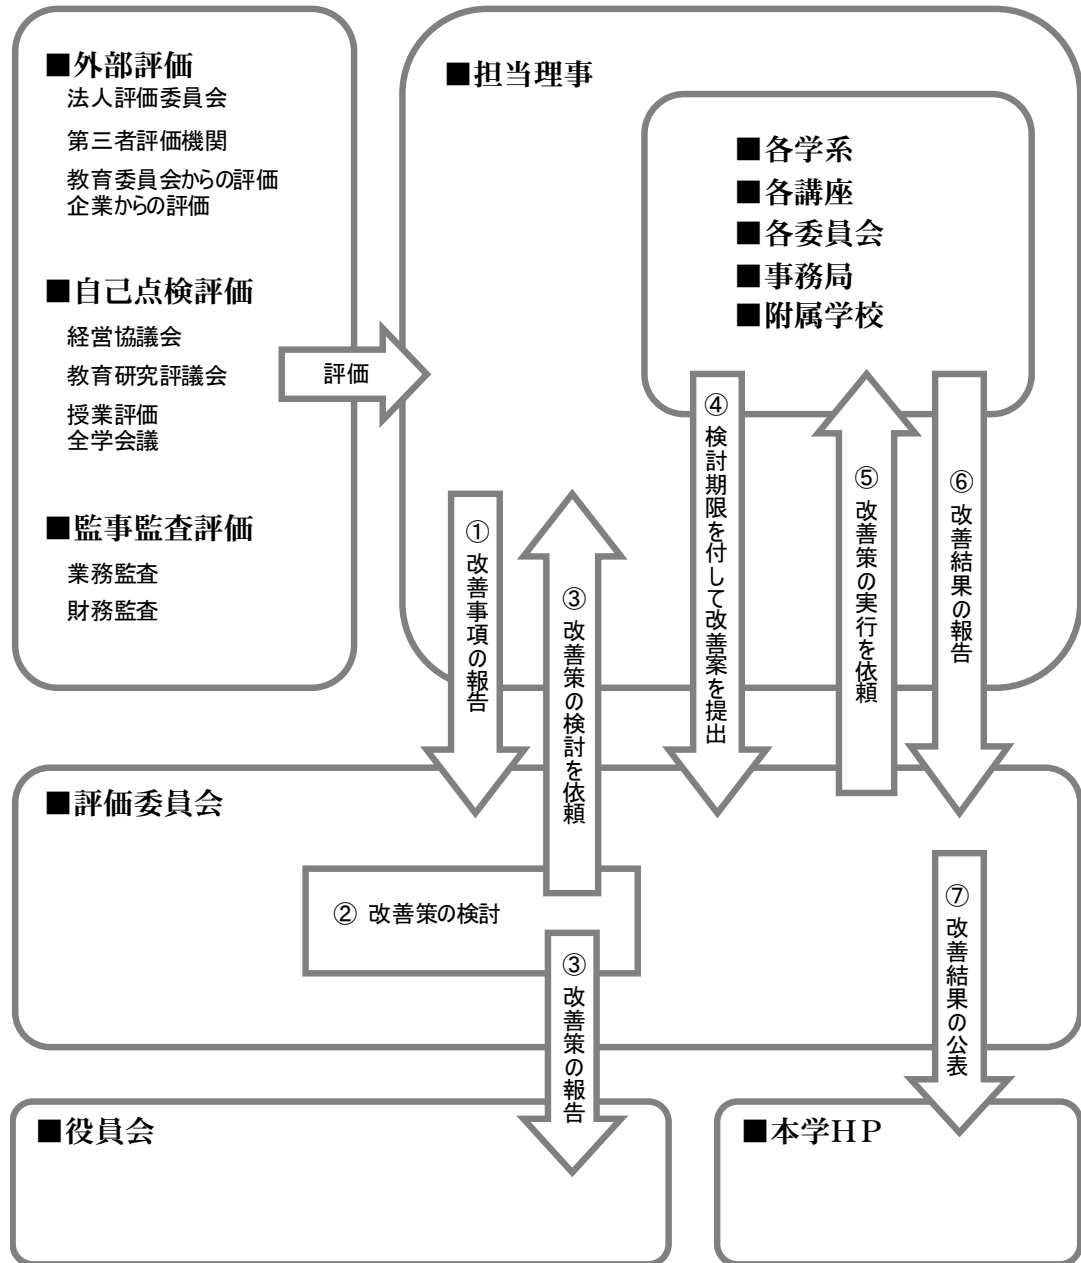 ■外部評価
法人評価委員会
第三者評価機関
教育委員会からの評価
企業からの評価
■自己点検評価
経営協議会
教育研究評議会
授業評価
全学会議
■監事監査評価
業務監査
財務監査
評価
■担当理事
■各学系
■各講座
■各委員会
■事務局
■附属学校
①改善事項の報告
③改善策の検討を依頼
④検討期限を付して改善案を提出
⑤改善策の実行を依頼
⑥改善結果の報告
■評価委員会
② 改善策の検討
③改善策の報告
⑦改善結果の公表
■役員会
■本学HP